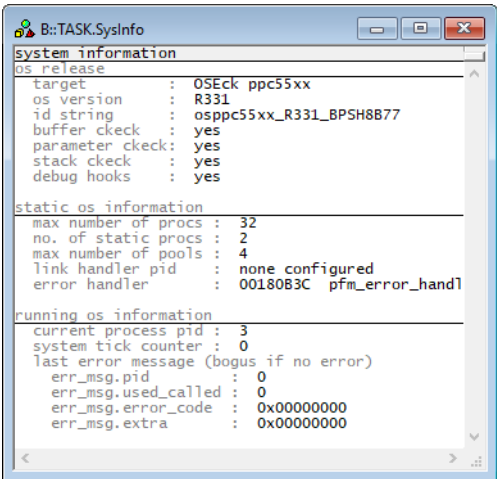 B::TASK.SysInfo
system information
os release
target : OSEck ppc55xx
os version : R331
id string : osppc55xx_R331_BPSH8B77
buffer ckeck : yes
parameter ckeck: yes
stack ckeck : yes
debug hooks : yes
static os information
max number of procs : 32
no. of static procs : 2
max number of pools : 4
link handler pid : none configured
error handler : 00180B3C pfm_error_handl
running os information
current process pid : 3
system tick counter : 0
last error message (bogus if no error)
err_msg.pid : 0
err_msg.used_called : 0
err_msg.error_code : 0x00000000
err_msg.extra : 0x00000000